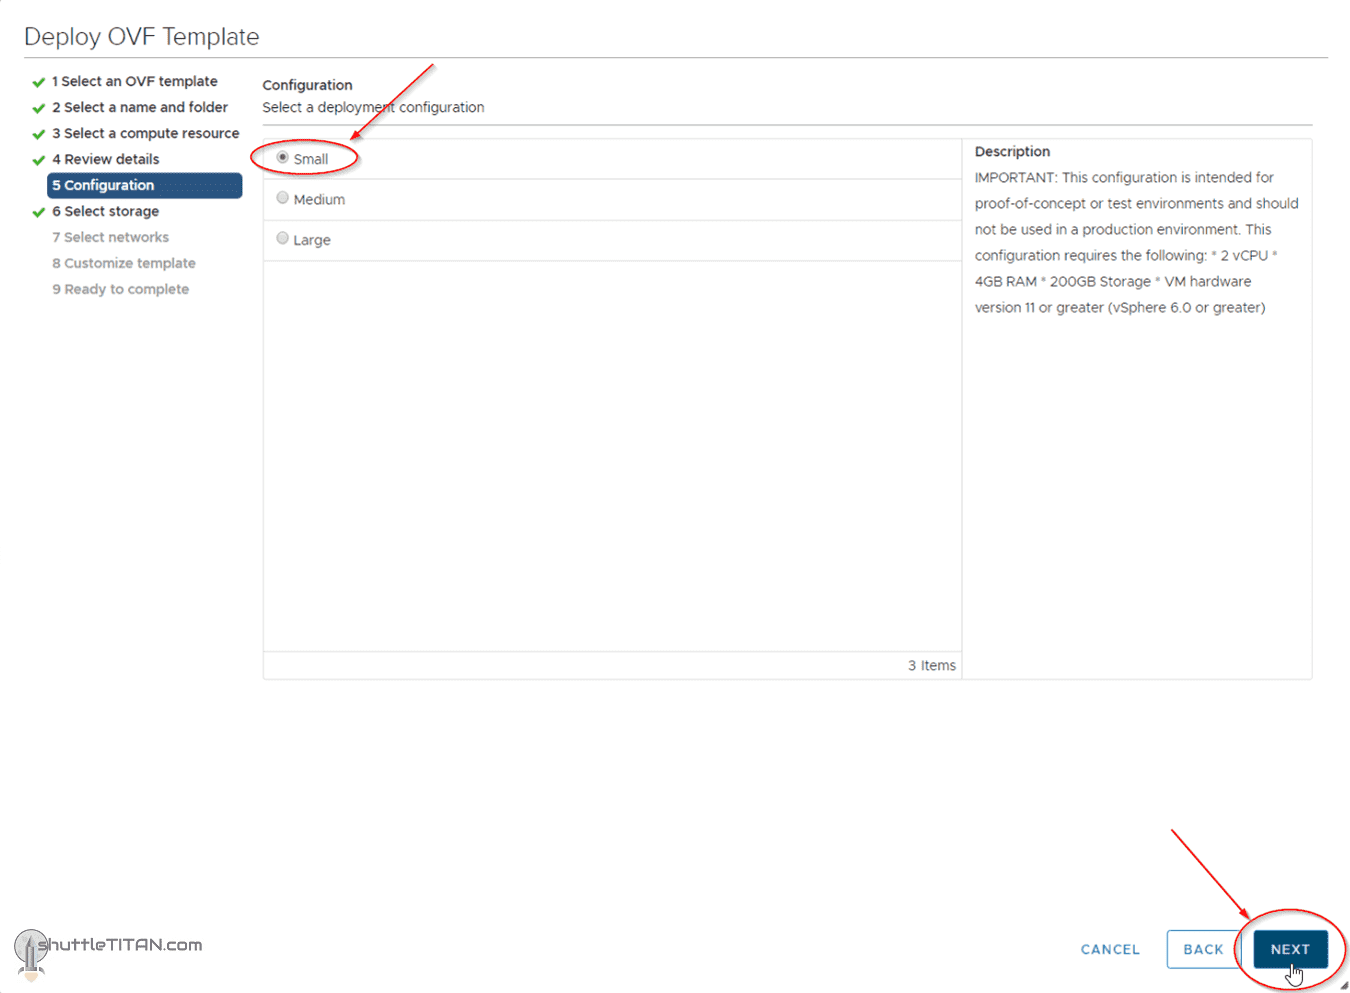 Deploy OVF Template
1 Select an OVF template
2 Select a name and folder
3 Select a compute resource
4 Review details
5 Configuration
6 Select storage
7 Select networks
8 Customize template
9 Ready to complete
Configuration
Select a deployment configuration
Small
Medium
Large
3 Items
Description
IMPORTANT: This configuration is intended for
proof-of-concept or test environments and should
not be used in a production environment. This
configuration requires the following: * 2 vCPU *
4GB RAM * 200GB Storage * VM hardware
version 11 or greater (vSphere 6.0 or greater)
shuttleTITAN.com
CANCEL
BACK
NEXT